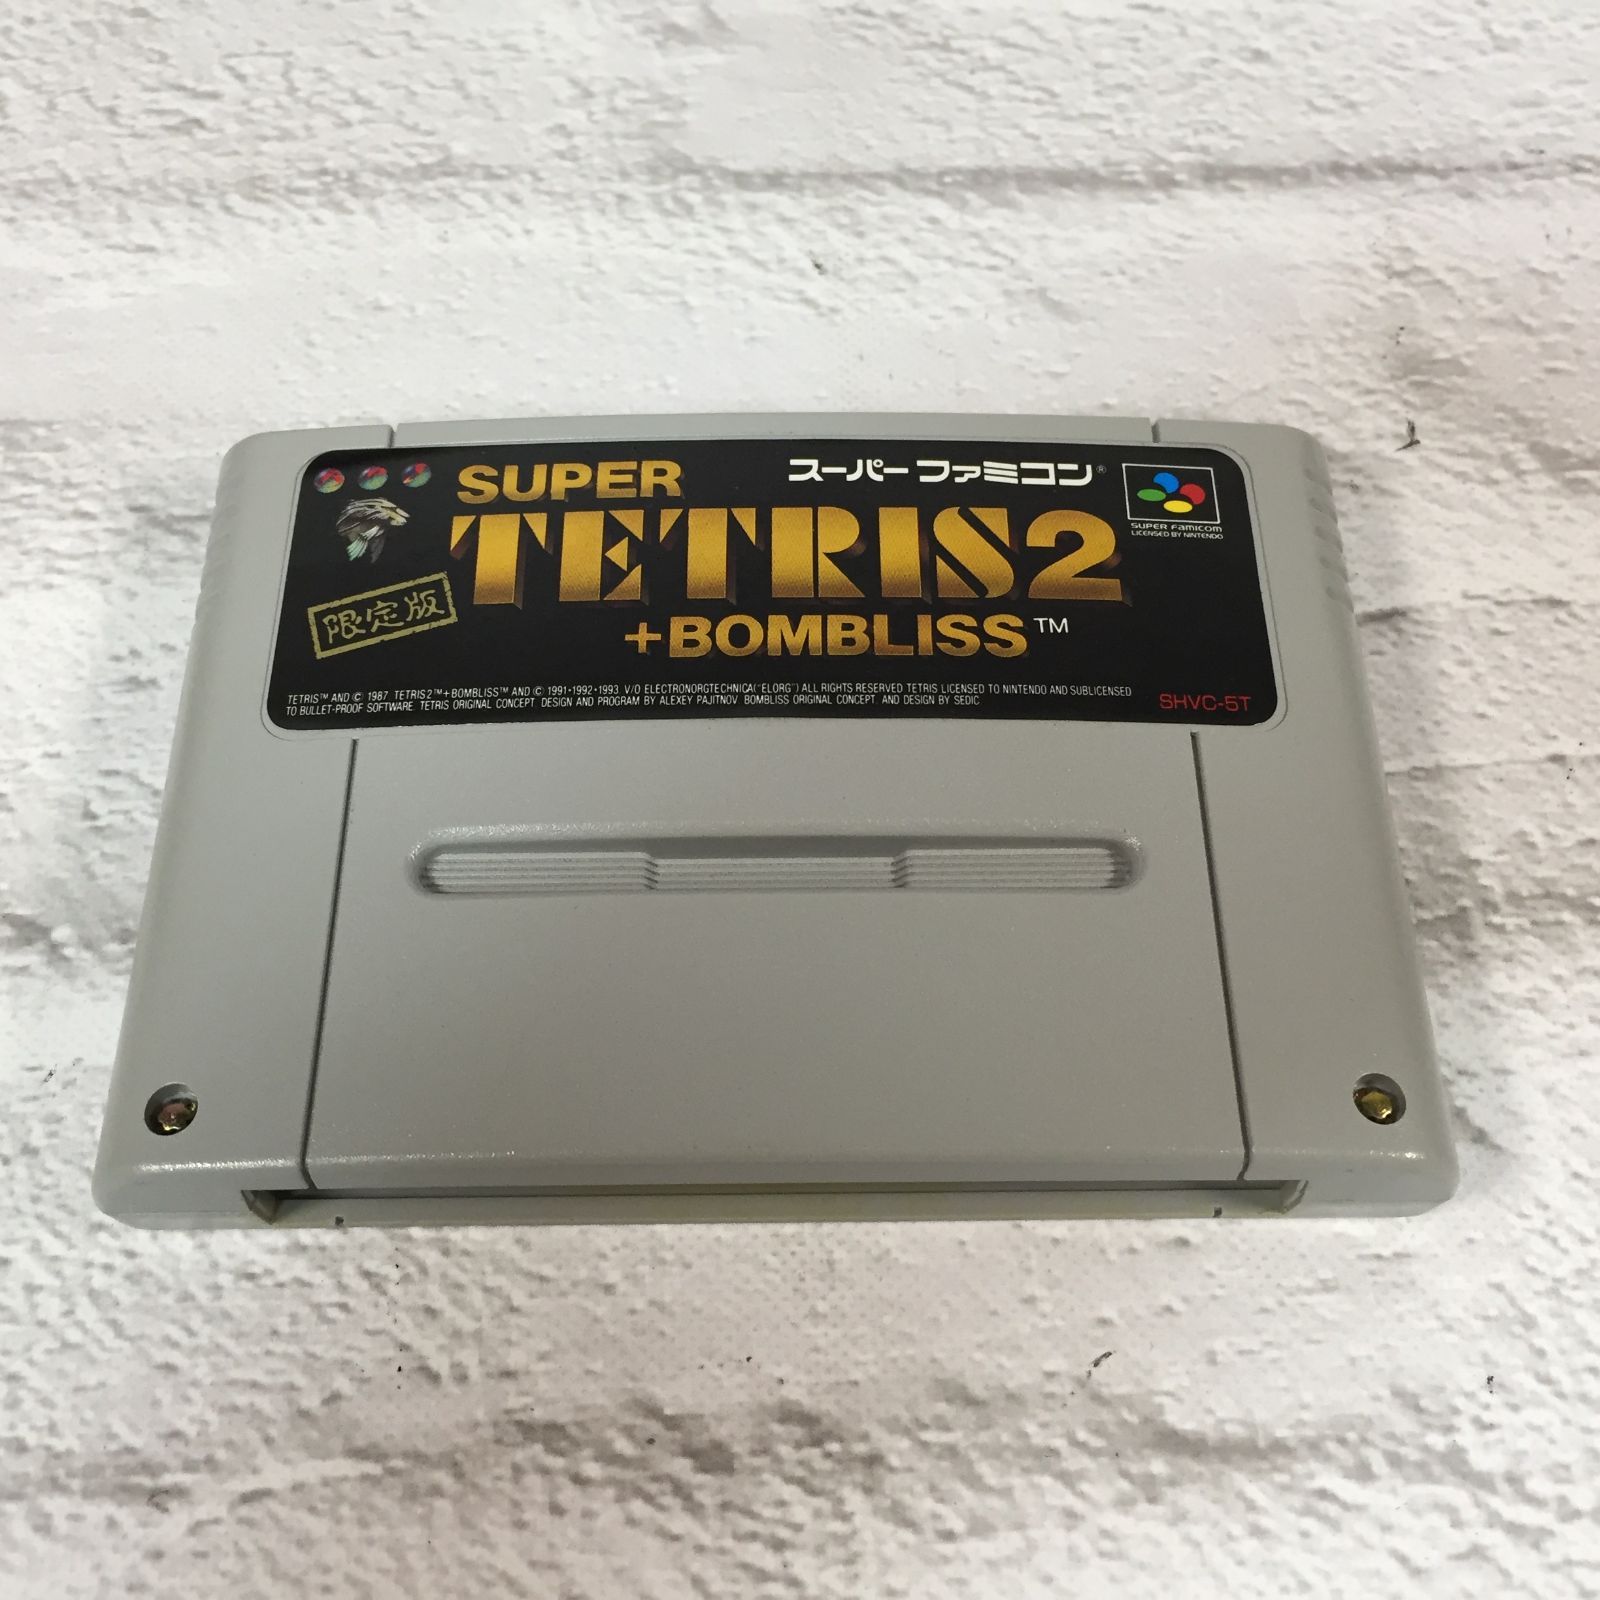 SUPER
スーパーファミコン®
TETRIS2
SUPER FAMICOM
LICENSED BY NINTENDO
限定版
+BOMBLISS™
TETRIS™ AND © 1987 TETRIS2™+BOMBLISS™ AND © 1991•1992•1993 V/O ELECTRONORGTECHNICA("ELORG") ALL RIGHTS RESERVED TETRIS LICENSED TO NINTENDO AND SUBLICENSED
TO BULLET-PROOF SOFTWARE. TETRIS ORIGINAL CONCEPT, DESIGN AND PROGRAM BY ALEXEY PAJITNOV. BOMBLISS ORIGINAL CONCEPT, AND DESIGN BY SEDIC.
SHVC-5T